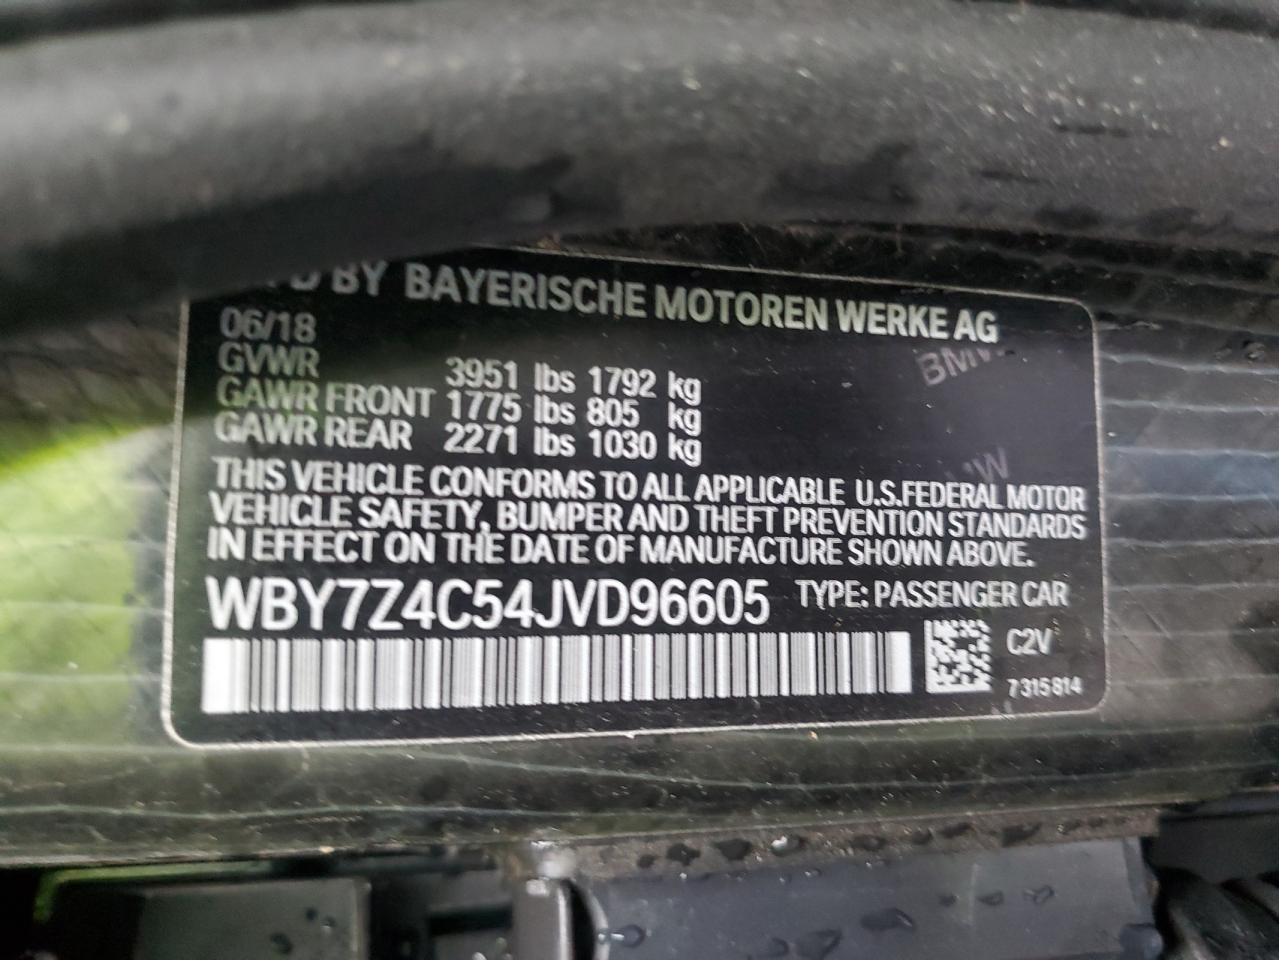 BY BAYERISCHE MOTOREN WERKE AG
06/18
GVWR 3951 lbs 1792 kg
GAWR FRONT 1775 lbs 805 kg
GAWR REAR 2271 lbs 1030 kg
THIS VEHICLE CONFORMS TO ALL APPLICABLE U.S.FEDERAL MOTOR
VEHICLE SAFETY, BUMPER AND THEFT PREVENTION STANDARDS
IN EFFECT ON THE DATE OF MANUFACTURE SHOWN ABOVE.
WBY7Z4C54JVD96605 TYPE: PASSENGER CAR
C2V
7315814